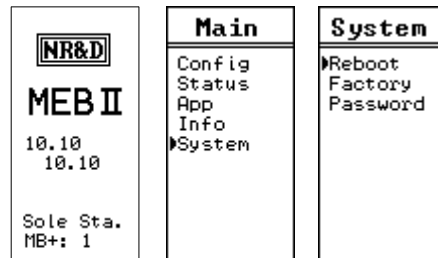 NR&D
MEB II
10.10
10.10
Sole Sta.
MB+: 1
Main
Config
Status
App
Info
System
System
Reboot
Factory
Password